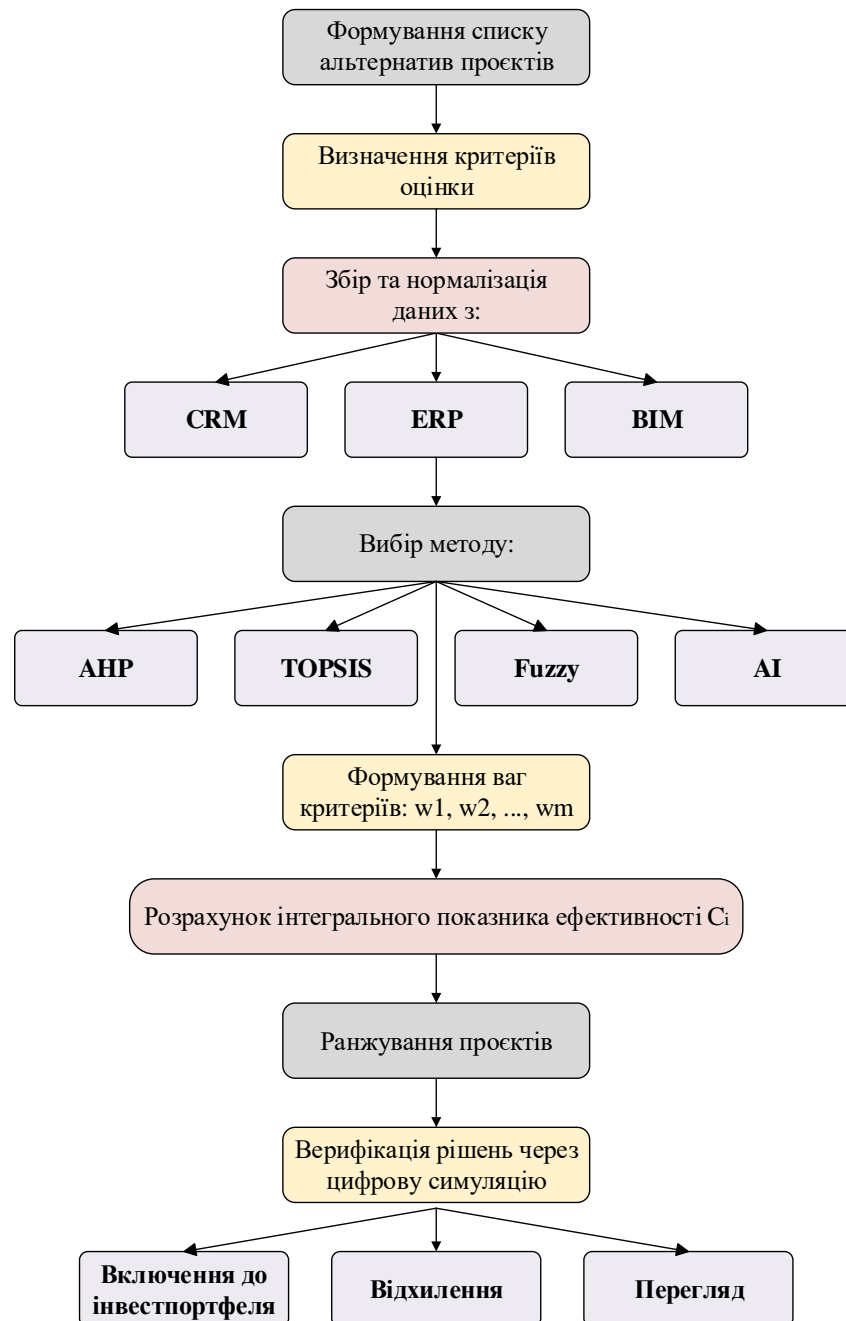 Формування списку
альтернатив проєктів
Визначення критеріїв
оцінки
Збір та нормалізація
даних з:
CRM
ERP
BIM
Вибір методу:
AHP
TOPSIS
Fuzzy
AI
Формування ваг
критеріїв: w1, w2, ..., wm
Розрахунок інтегрального показника ефективності Cᵢ
Ранжування проєктів
Верифікація рішень через
цифрову симуляцію
Включення до
інвестпортфеля
Відхилення
Перегляд